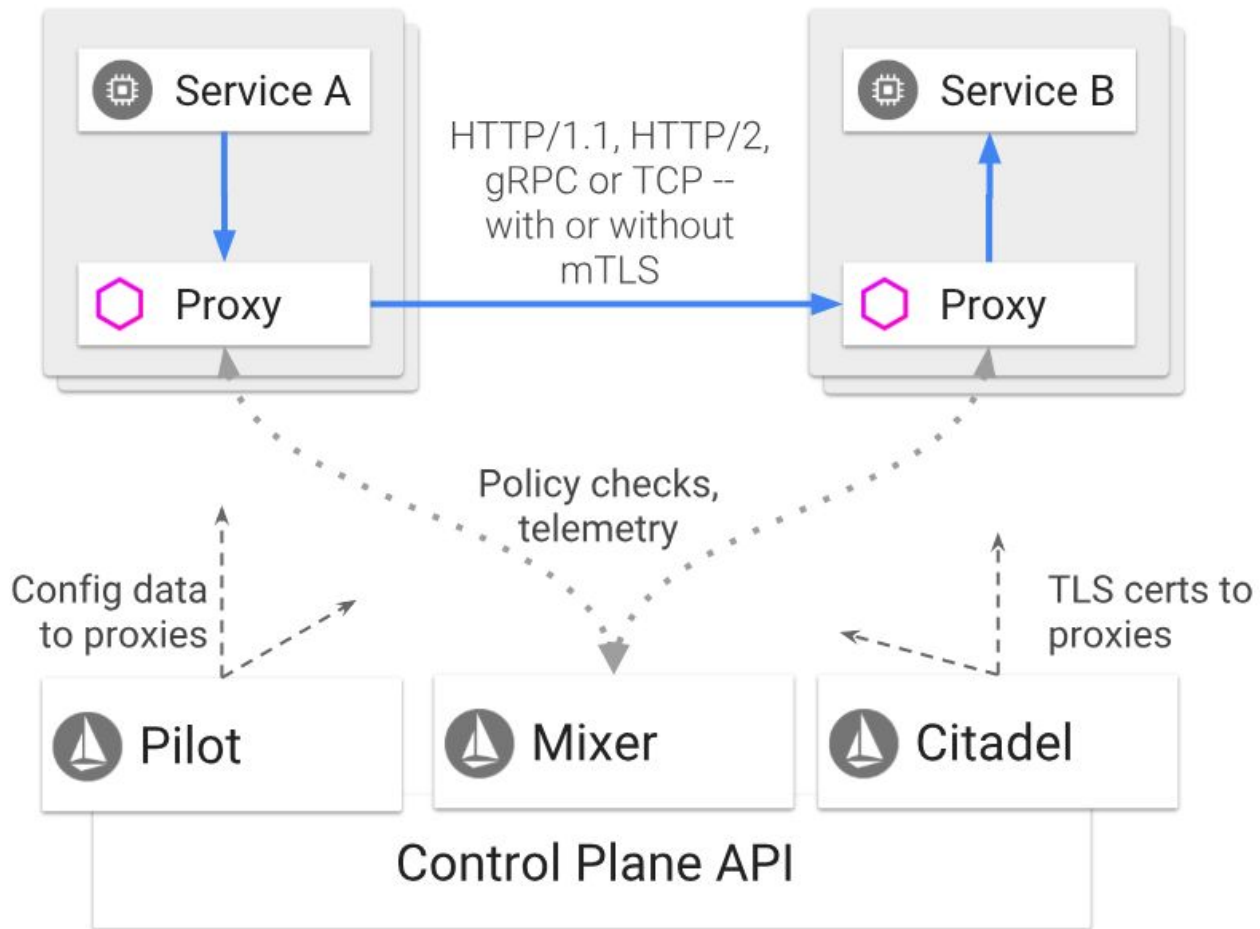 Service A
Service B
HTTP/1.1, HTTP/2,
gRPC or TCP --
with or without
mTLS
Proxy
Proxy
Policy checks,
telemetry
Config data
to proxies
TLS certs to
proxies
Pilot
Mixer
Citadel
Control Plane API